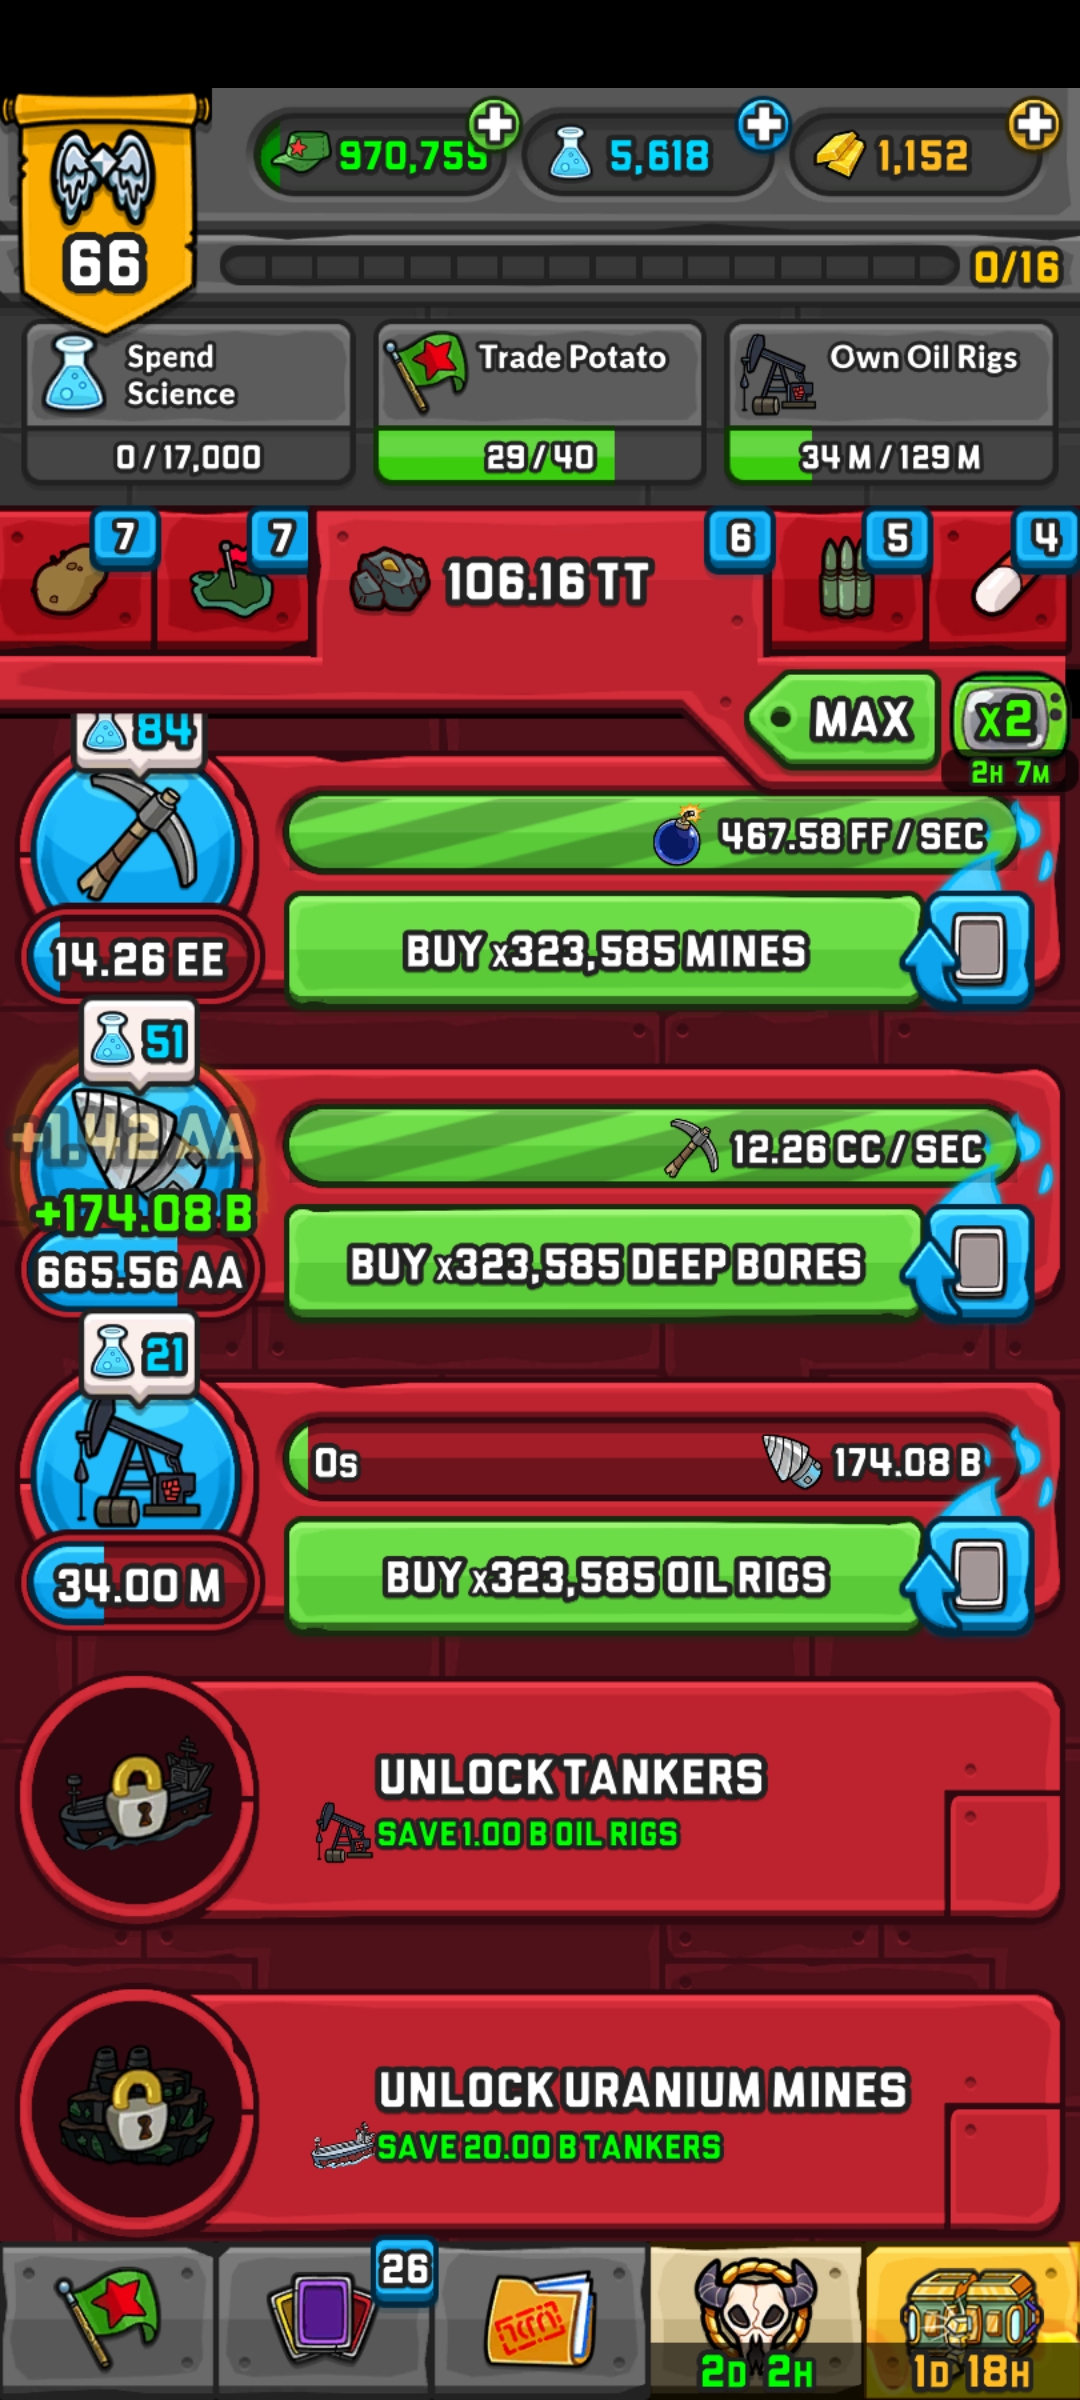 970,755
5,618
1,152
66
0/16
Spend
Science
0/17,000
Trade Potato
29/40
Own Oil Rigs
34 M/129 M
7
7
106.16 TT
6
5
4
MAX
x2
2H 7M
84
467.58 FF/SEC
14.26 EE
BUY x323,585 MINES
51
+1.42 AA
12.26 CC/SEC
+174.08 B
665.56 AA
BUY x323,585 DEEP BORES
21
0s
174.08 B
34.00 M
BUY x323,585 OIL RIGS
UNLOCK TANKERS
SAVE 1.00 B OIL RIGS
UNLOCK URANIUM MINES
SAVE 20.00 B TANKERS
26
2D 2H
1D 18H